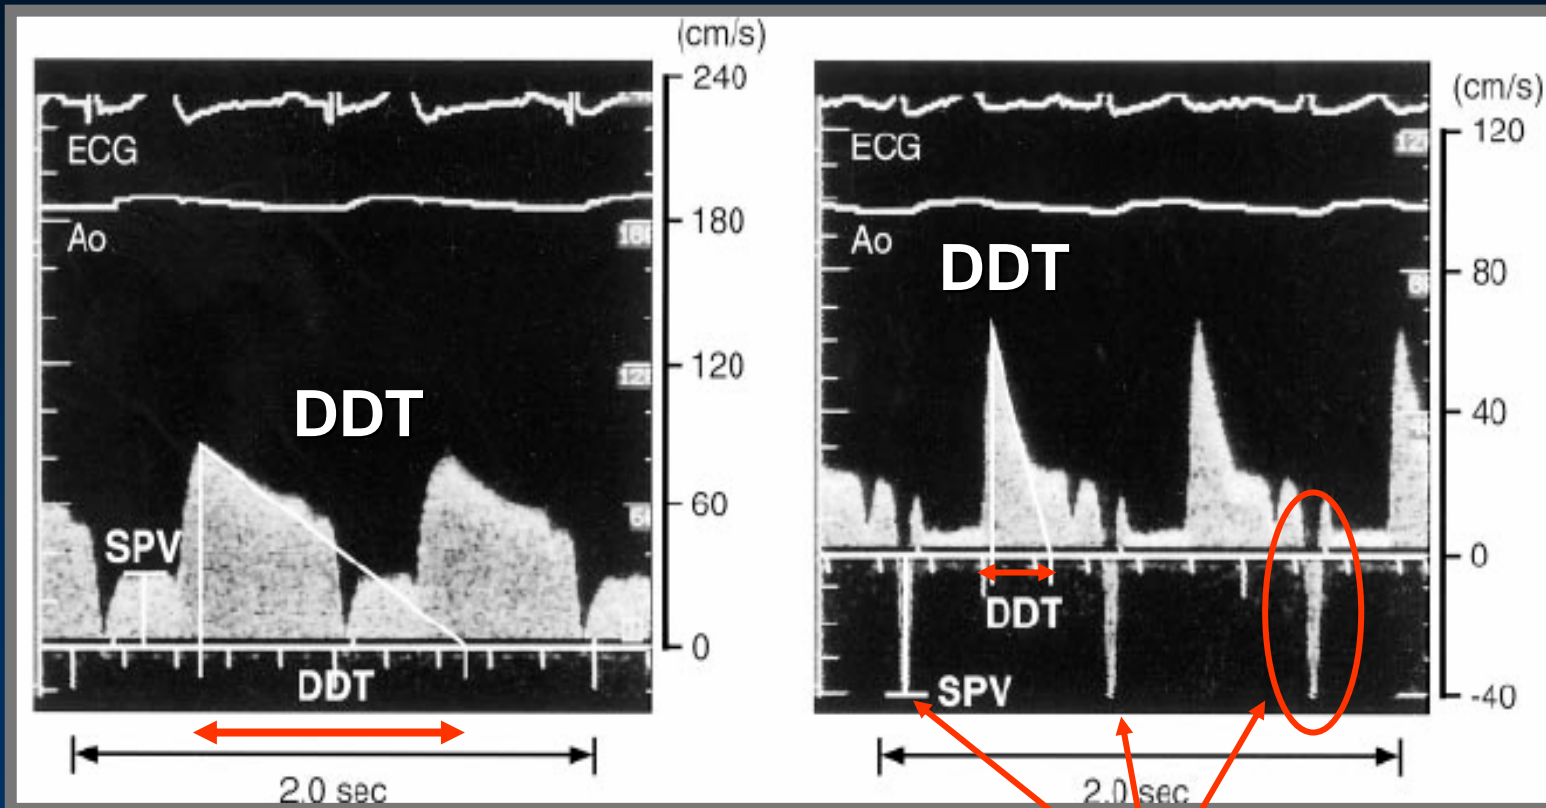 (cm/s)
240
ECG
180
Ao
DDT
120
SPV
60
0
DDT
2.0 sec
(cm/s)
120
ECG
Ao
DDT
80
40
0
DDT
SPV
-40
2.0 sec